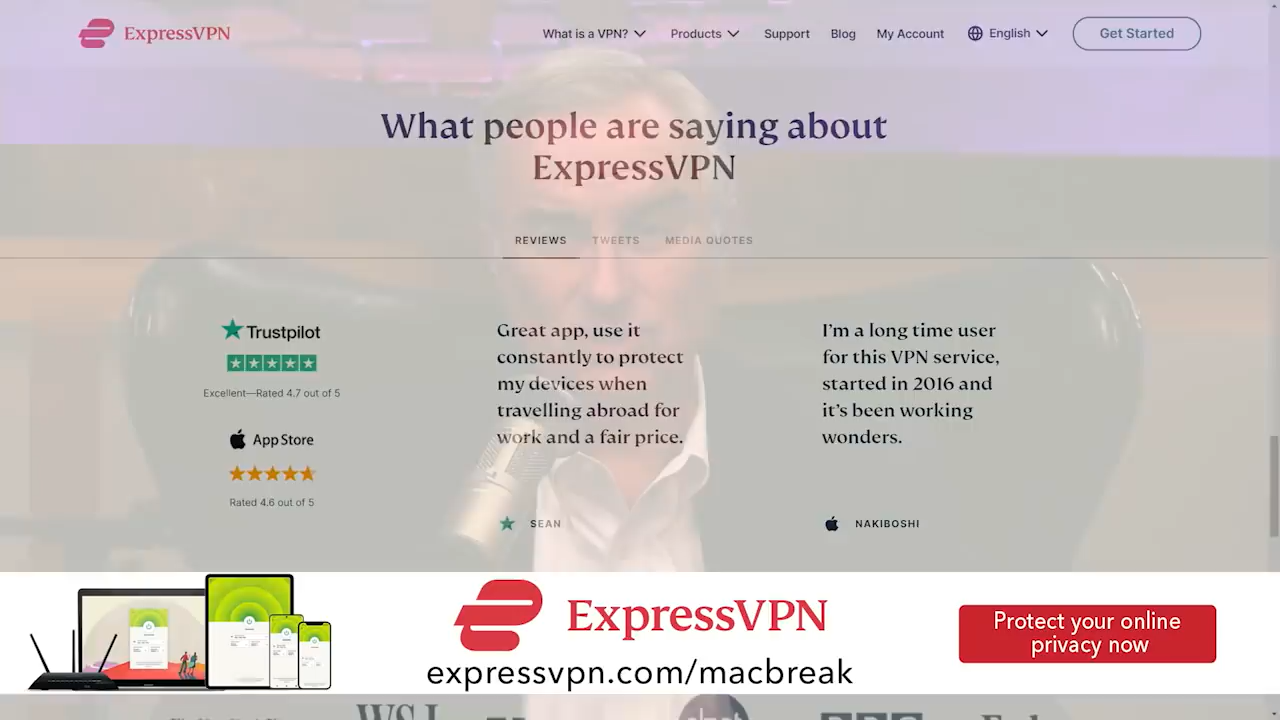 ExpressVPN
What is a VPN?
Products
Support
Blog
My Account
English
Get Started
What people are saying about
ExpressVPN
REVIEWS
TWEETS
MEDIA QUOTES
Trustpilot
Excellent—Rated 4.7 out of 5
App Store
Rated 4.6 out of 5
Great app, use it
constantly to protect
my devices when
travelling abroad for
work and a fair price.
SEAN
I'm a long time user
for this VPN service,
started in 2016 and
it's been working
wonders.
NAKIBOSHI
ExpressVPN
expressvpn.com/macbreak
Protect your online
privacy now
WSJ